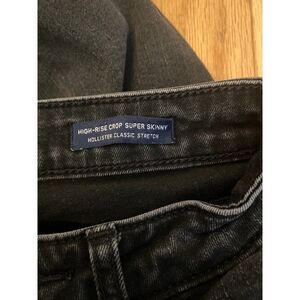 HIGH-RISE CROP SUPER SKINNY
HOLLISTER CLASSIC STRETCH